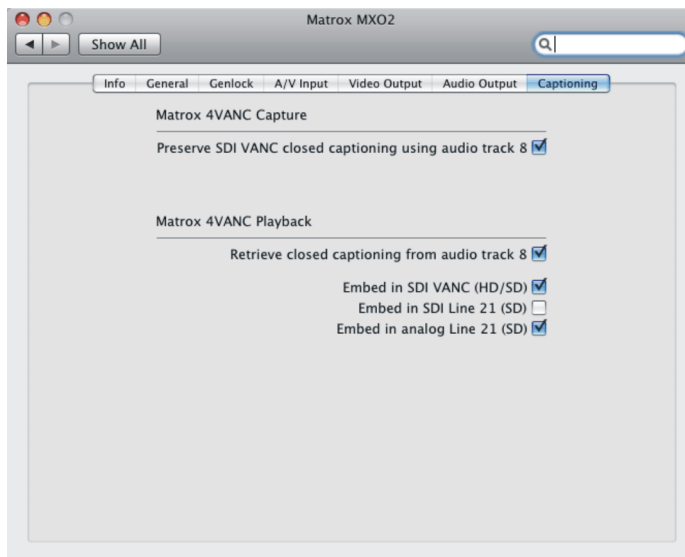 Matrox MXO2
Show All
Info General Genlock A/V Input Video Output Audio Output Captioning
Matrox 4VANC Capture
Preserve SDI VANC closed captioning using audio track 8
Matrox 4VANC Playback
Retrieve closed captioning from audio track 8
Embed in SDI VANC (HD/SD)
Embed in SDI Line 21 (SD)
Embed in analog Line 21 (SD)